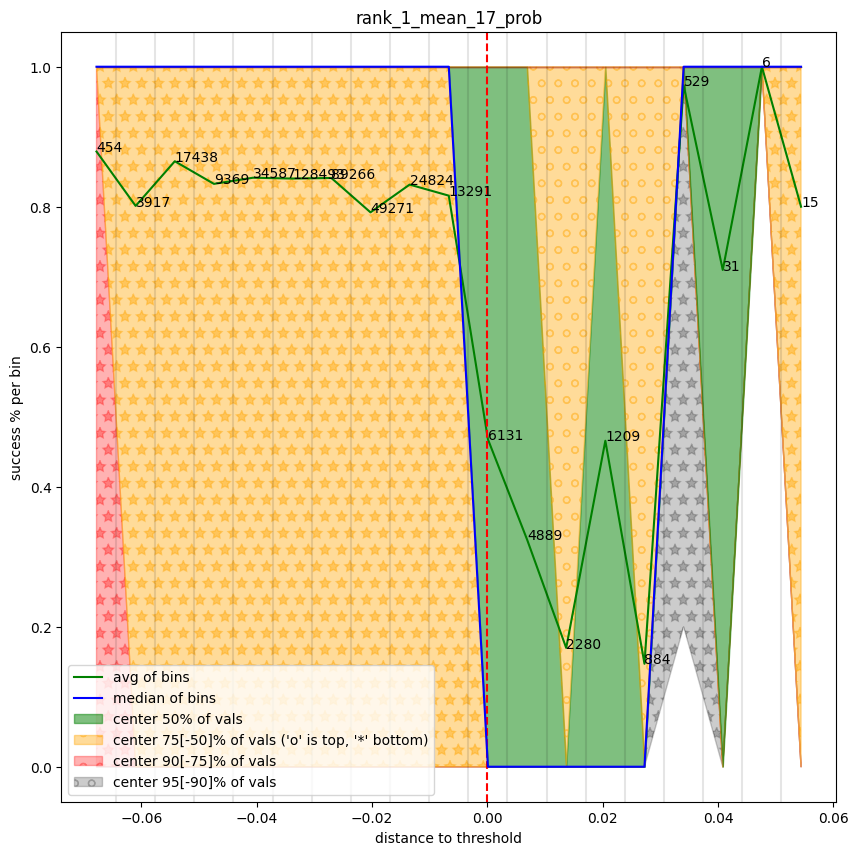 rank_1_mean_17_prob
success % per bin
1.0
0.8
0.6
0.4
0.2
0.0
454
3917
17438
9369
34587
128493
89266
49271
24824
13291
6131
4889
2280
1209
884
529
31
6
15
avg of bins
median of bins
center 50% of vals
center 75[-50]% of vals ('o' is top, '*' bottom)
center 90[-75]% of vals
center 95[-90]% of vals
−0.06 −0.04 −0.02 0.00 0.02 0.04 0.06
distance to threshold